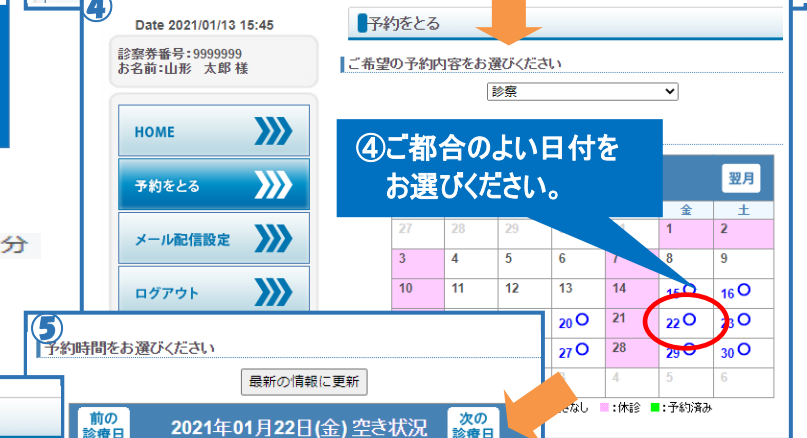 ④
Date 2021/01/13 15:45
診察券番号:9999999
お名前:山形 太郎 様
HOME
予約をとる
メール配信設定
ログアウト
分
予約をとる
ご希望の予約内容をお選びください
診察
④ご都合のよい日付を
お選びください。
翌月
金 土
27 28 29 1 2
3 4 5 6 7 8 9
10 11 12 13 14 15○ 16○
20○ 21 22○ 23○
27○ 28 29○ 30○
3 4 5 6
きなし :休診 :予約済み
⑤
予約時間をお選びください
最新の情報に更新
前の
診療日
2021年01月22日(金) 空き状況
次の
診療日